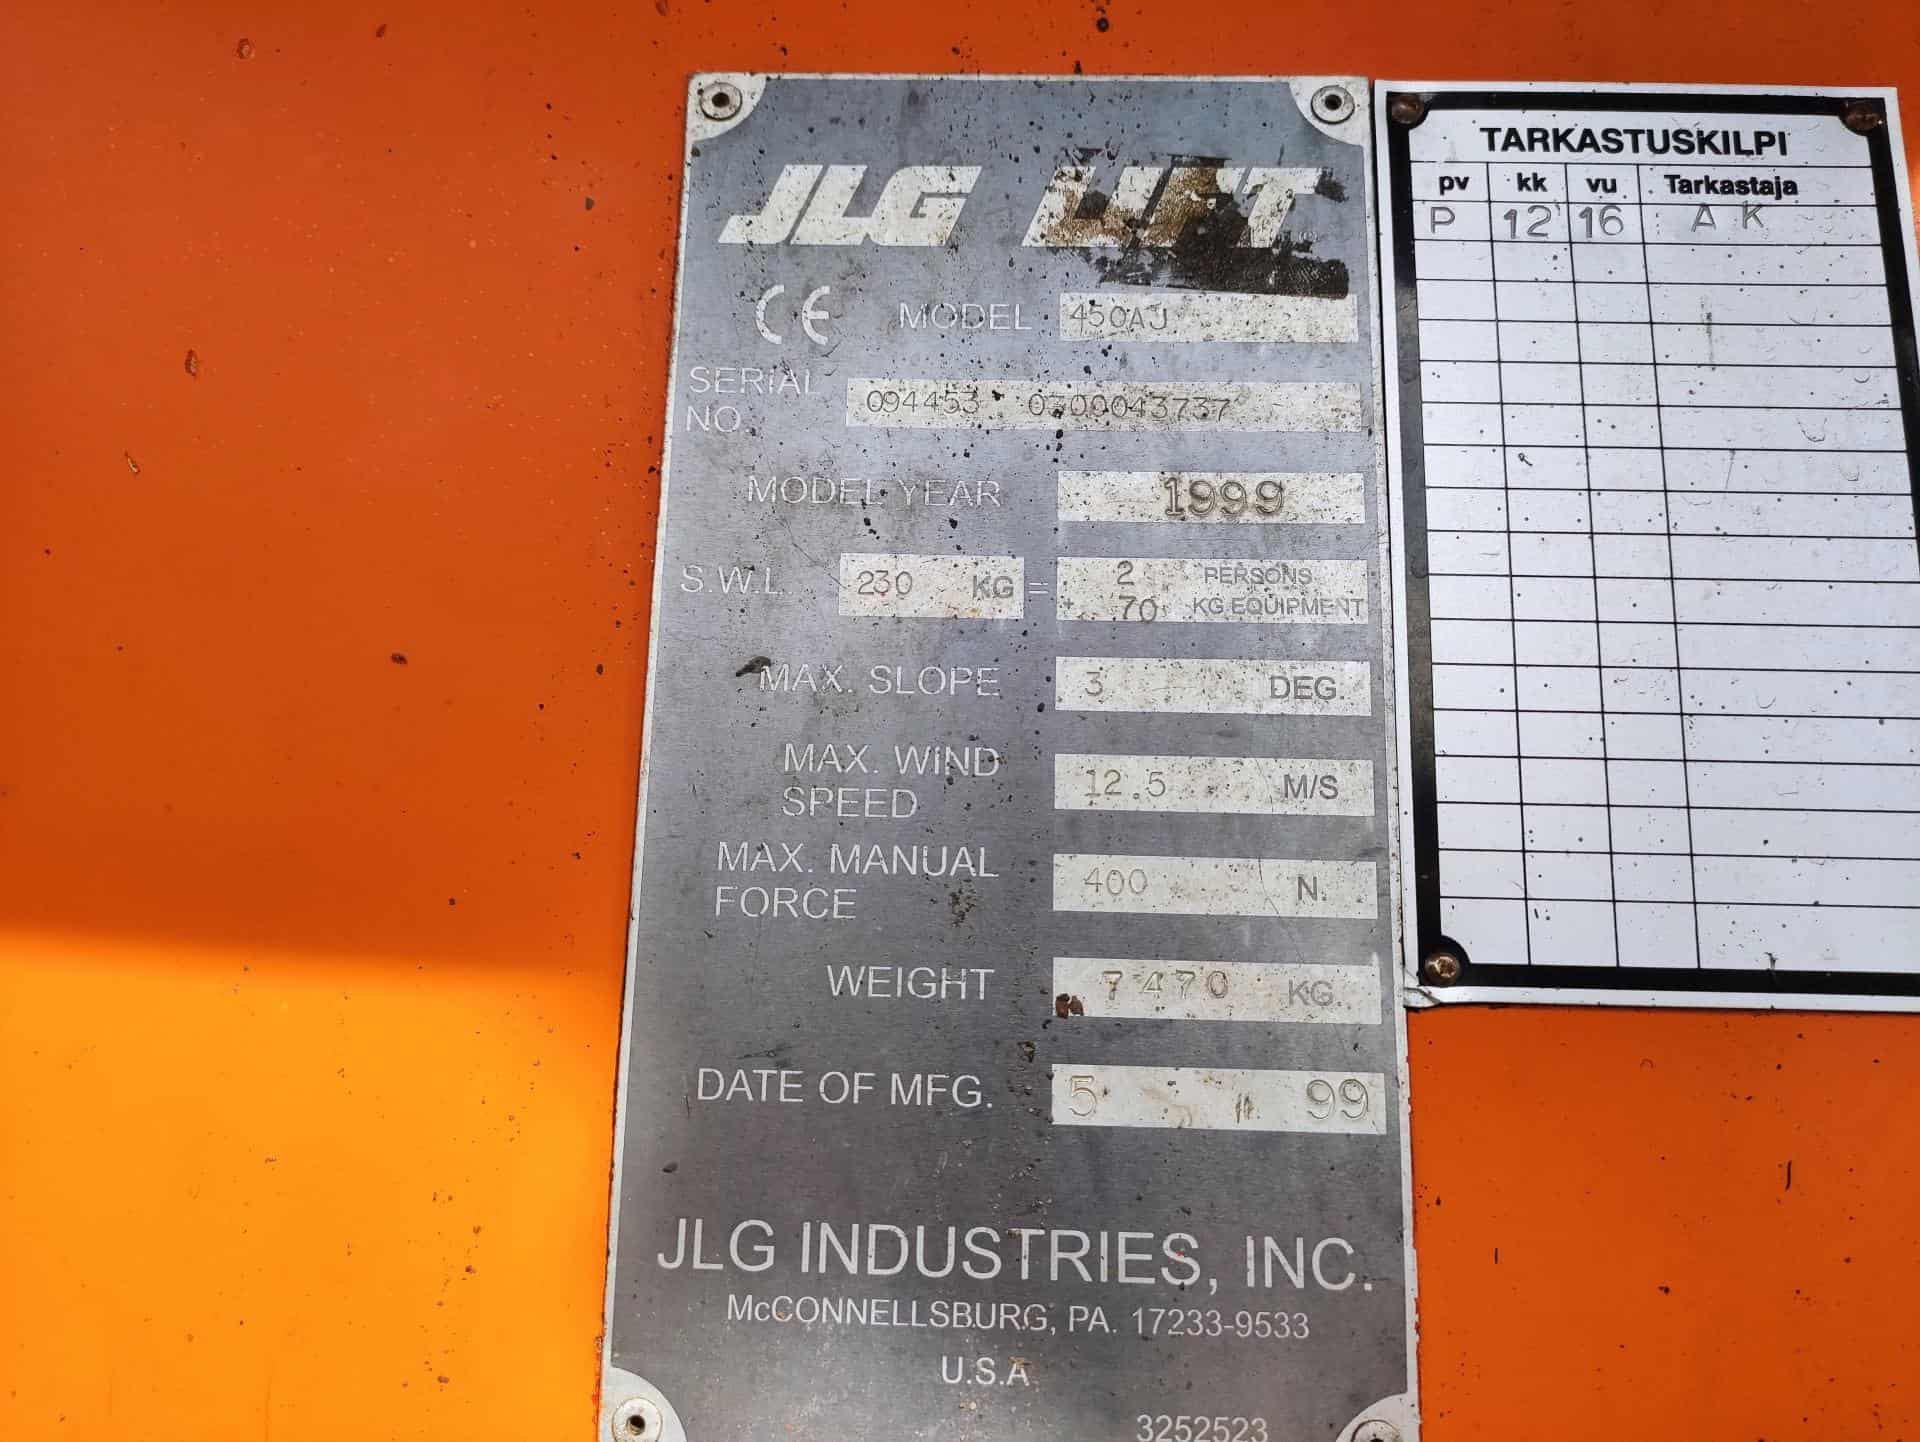 JLG LIFT
CE MODEL 450AJ
SERIAL NO. 094453 0300043737
MODEL YEAR 1999
S.W.L. 230 KG = 2 PERSONS
+ 70 KG EQUIPMENT
MAX. SLOPE 3 DEG.
MAX. WIND
SPEED 12.5 M/S
MAX. MANUAL
FORCE 400 N.
WEIGHT 7470 KG.
DATE OF MFG. 5 99
JLG INDUSTRIES, INC.
McCONNELLSBURG, PA. 17233-9533
U.S.A
3252523
TARKASTUSKILPI
pv kk vu Tarkastaja
P 12 16 A K